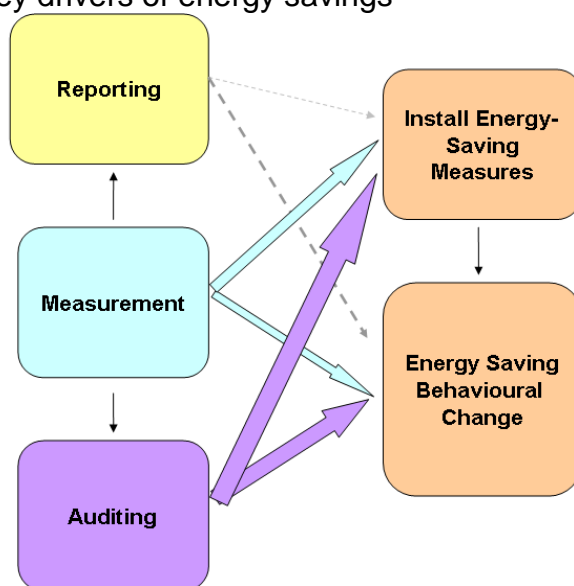 ey drivers of energy savings
Reporting
Install Energy-
Saving
Measures
Measurement
Energy Saving
Behavioural
Change
Auditing